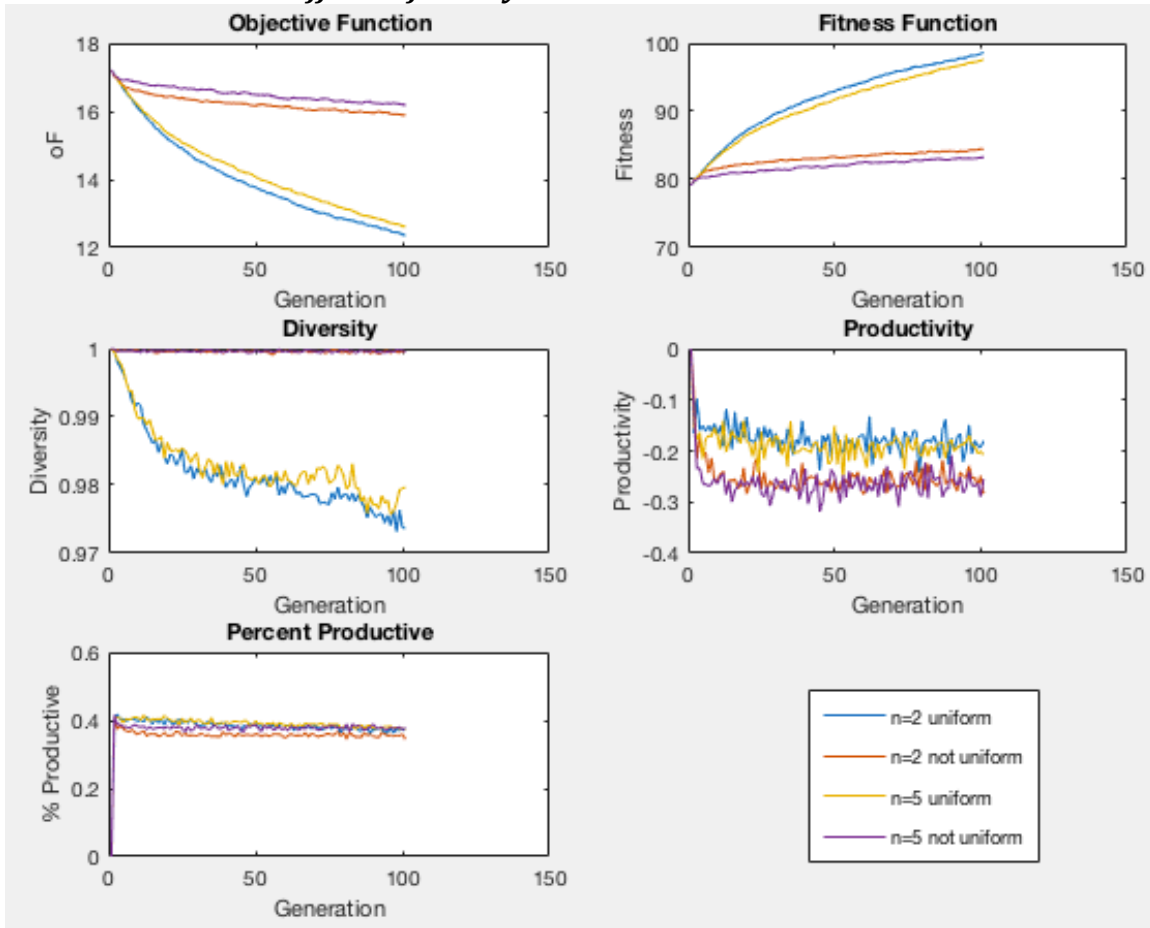 Objective Function
18
16
14
12
oF
0
50
100
150
Generation
Fitness Function
100
90
80
70
Fitness
0
50
100
150
Generation
Diversity
1
0.99
0.98
0.97
Diversity
0
50
100
150
Generation
Productivity
0
-0.1
-0.2
-0.3
-0.4
Productivity
0
50
100
150
Generation
Percent Productive
0.6
0.4
0.2
0
% Productive
0
50
100
150
Generation
n=2 uniform
n=2 not uniform
n=5 uniform
n=5 not uniform